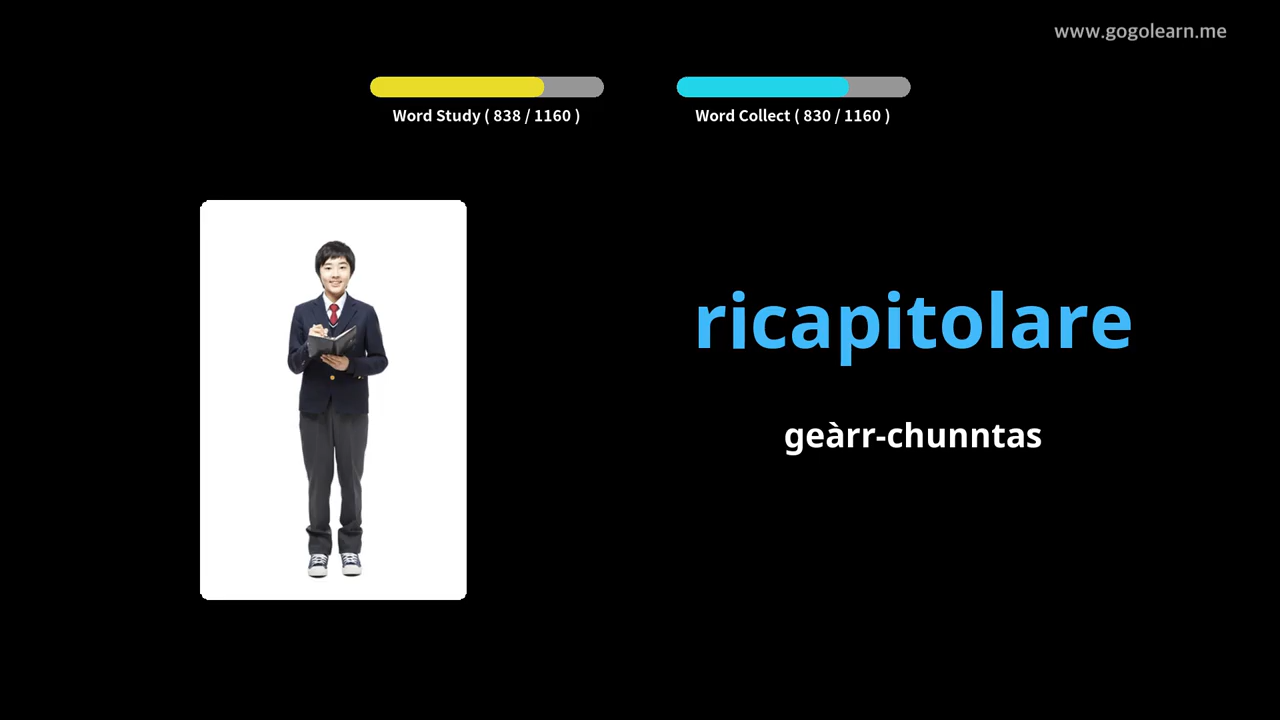 www.gogolearn.me
Word Study ( 838 / 1160 )
Word Collect ( 830 / 1160 )
ricapitolare
geàrr-chunntas